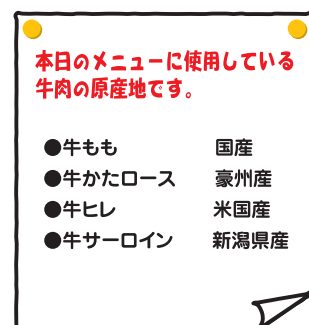 本日のメニューに使用している
牛肉の原産地です。
●牛もも 国産
●牛かたロース 豪州産
●牛ヒレ 米国産
●牛サーロイン 新潟県産